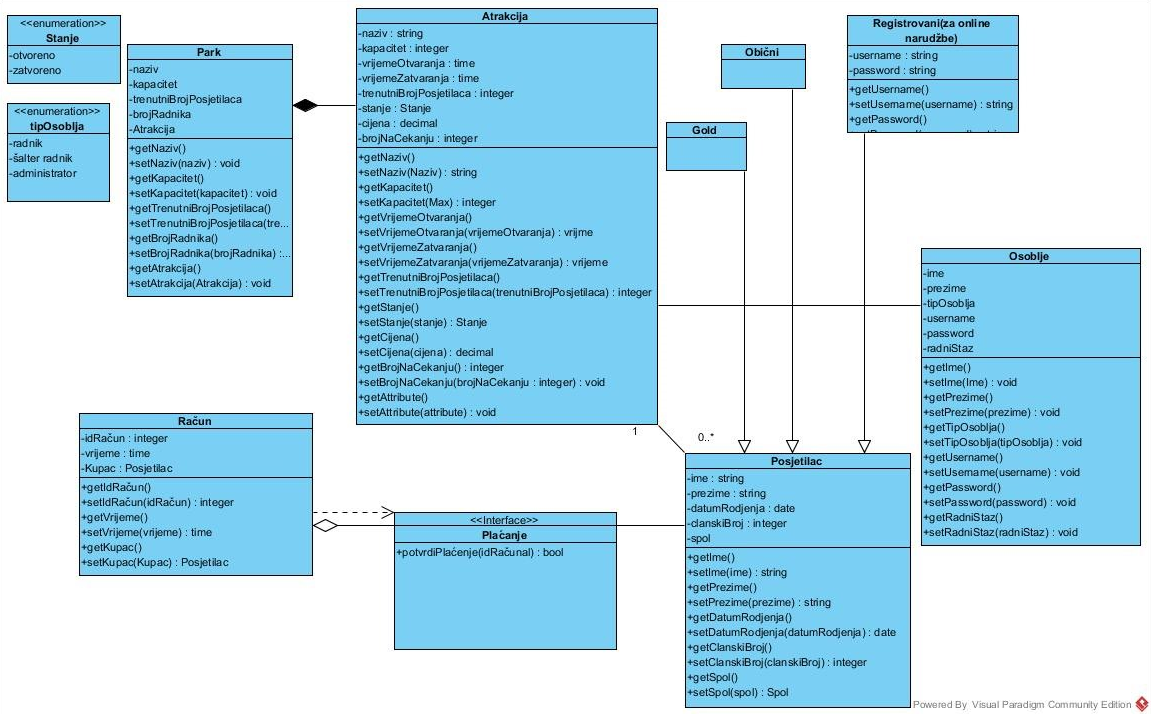 <<enumeration>>
Stanje
-otvoreno
-zatvoreno
<<enumeration>>
tipOsoblja
-radnik
-šalter radnik
-administrator
Park
-naziv
-kapacitet
-trenutniBrojPosjetilaca
-brojRadnika
-Atrakcija
+getNaziv()
+setNaziv(naziv) : void
+getKapacitet()
+setKapacitet(kapacitet) : void
+getTrenutniBrojPosjetilaca()
+setTrenutniBrojPosjetilaca(tre...
+getBrojRadnika()
+setBrojRadnika(brojRadnika) :...
+getAtrakcija()
+setAtrakcija(Atrakcija) : void
Atrakcija
-naziv : string
-kapacitet : integer
-vrijemeOtvaranja : time
-vrijemeZatvaranja : time
-trenutniBrojPosjetilaca : integer
-stanje : Stanje
-cijena : decimal
-brojNaCekanju : integer
+getNaziv()
+setNaziv(Naziv) : string
+getKapacitet()
+setKapacitet(Max) : integer
+getVrijemeOtvaranja()
+setVrijemeOtvaranja(vrijemeOtvaranja) : vrijme
+getVrijemeZatvaranja()
+setVrijemeZatvaranja(vrijemeZatvaranja) : vrijeme
+getTrenutniBrojPosjetilaca()
+setTrenutniBrojPosjetilaca(trenutniBrojPosjetilaca) : integer
+getStanje()
+setStanje(stanje) : Stanje
+getCijena()
+setCijena(cijena) : decimal
+getBrojNaCekanju() : integer
+setBrojNaCekanju(brojNaCekanju : integer) : void
+getAttribute()
+setAttribute(attribute) : void
Obični
Gold
Registrovani(za online
narudžbe)
-username : string
-password : string
+getUsername()
+setUsername(username) : string
+getPassword()
Osoblje
-ime
-prezime
-tipOsoblja
-username
-password
-radniStaz
+getIme()
+setIme(Ime) : void
+getPrezime()
+setPrezime(prezime) : void
+getTipOsoblja()
+setTipOsoblja(tipOsoblja) : void
+getUsername()
+setUsername(username) : void
+getPassword()
+setPassword(password) : void
+getRadniStaz()
+setRadniStaz(radniStaz) : void
1
0..*
Račun
-idRačun : integer
-vrijeme : time
-Kupac : Posjetilac
+getIdRačun()
+setIdRačun(idRačun) : integer
+getVrijeme()
+setVrijeme(vrijeme) : time
+getKupac()
+setKupac(Kupac) : Posjetilac
<<Interface>>
Plaćanje
+potvrdiPlaćenje(idRačunal) : bool
Posjetilac
-ime : string
-prezime : string
-datumRodjenja : date
-clanskiBroj : integer
-spol
+getIme()
+setIme(ime) : string
+getPrezime()
+setPrezime(prezime) : string
+getDatumRodjenja()
+setDatumRodjenja(datumRodjenja) : date
+getClanskiBroj()
+setClanskiBroj(clanskiBroj) : integer
+getSpol()
+setSpol(spol) : Spol
Powered By Visual Paradigm Community Edition